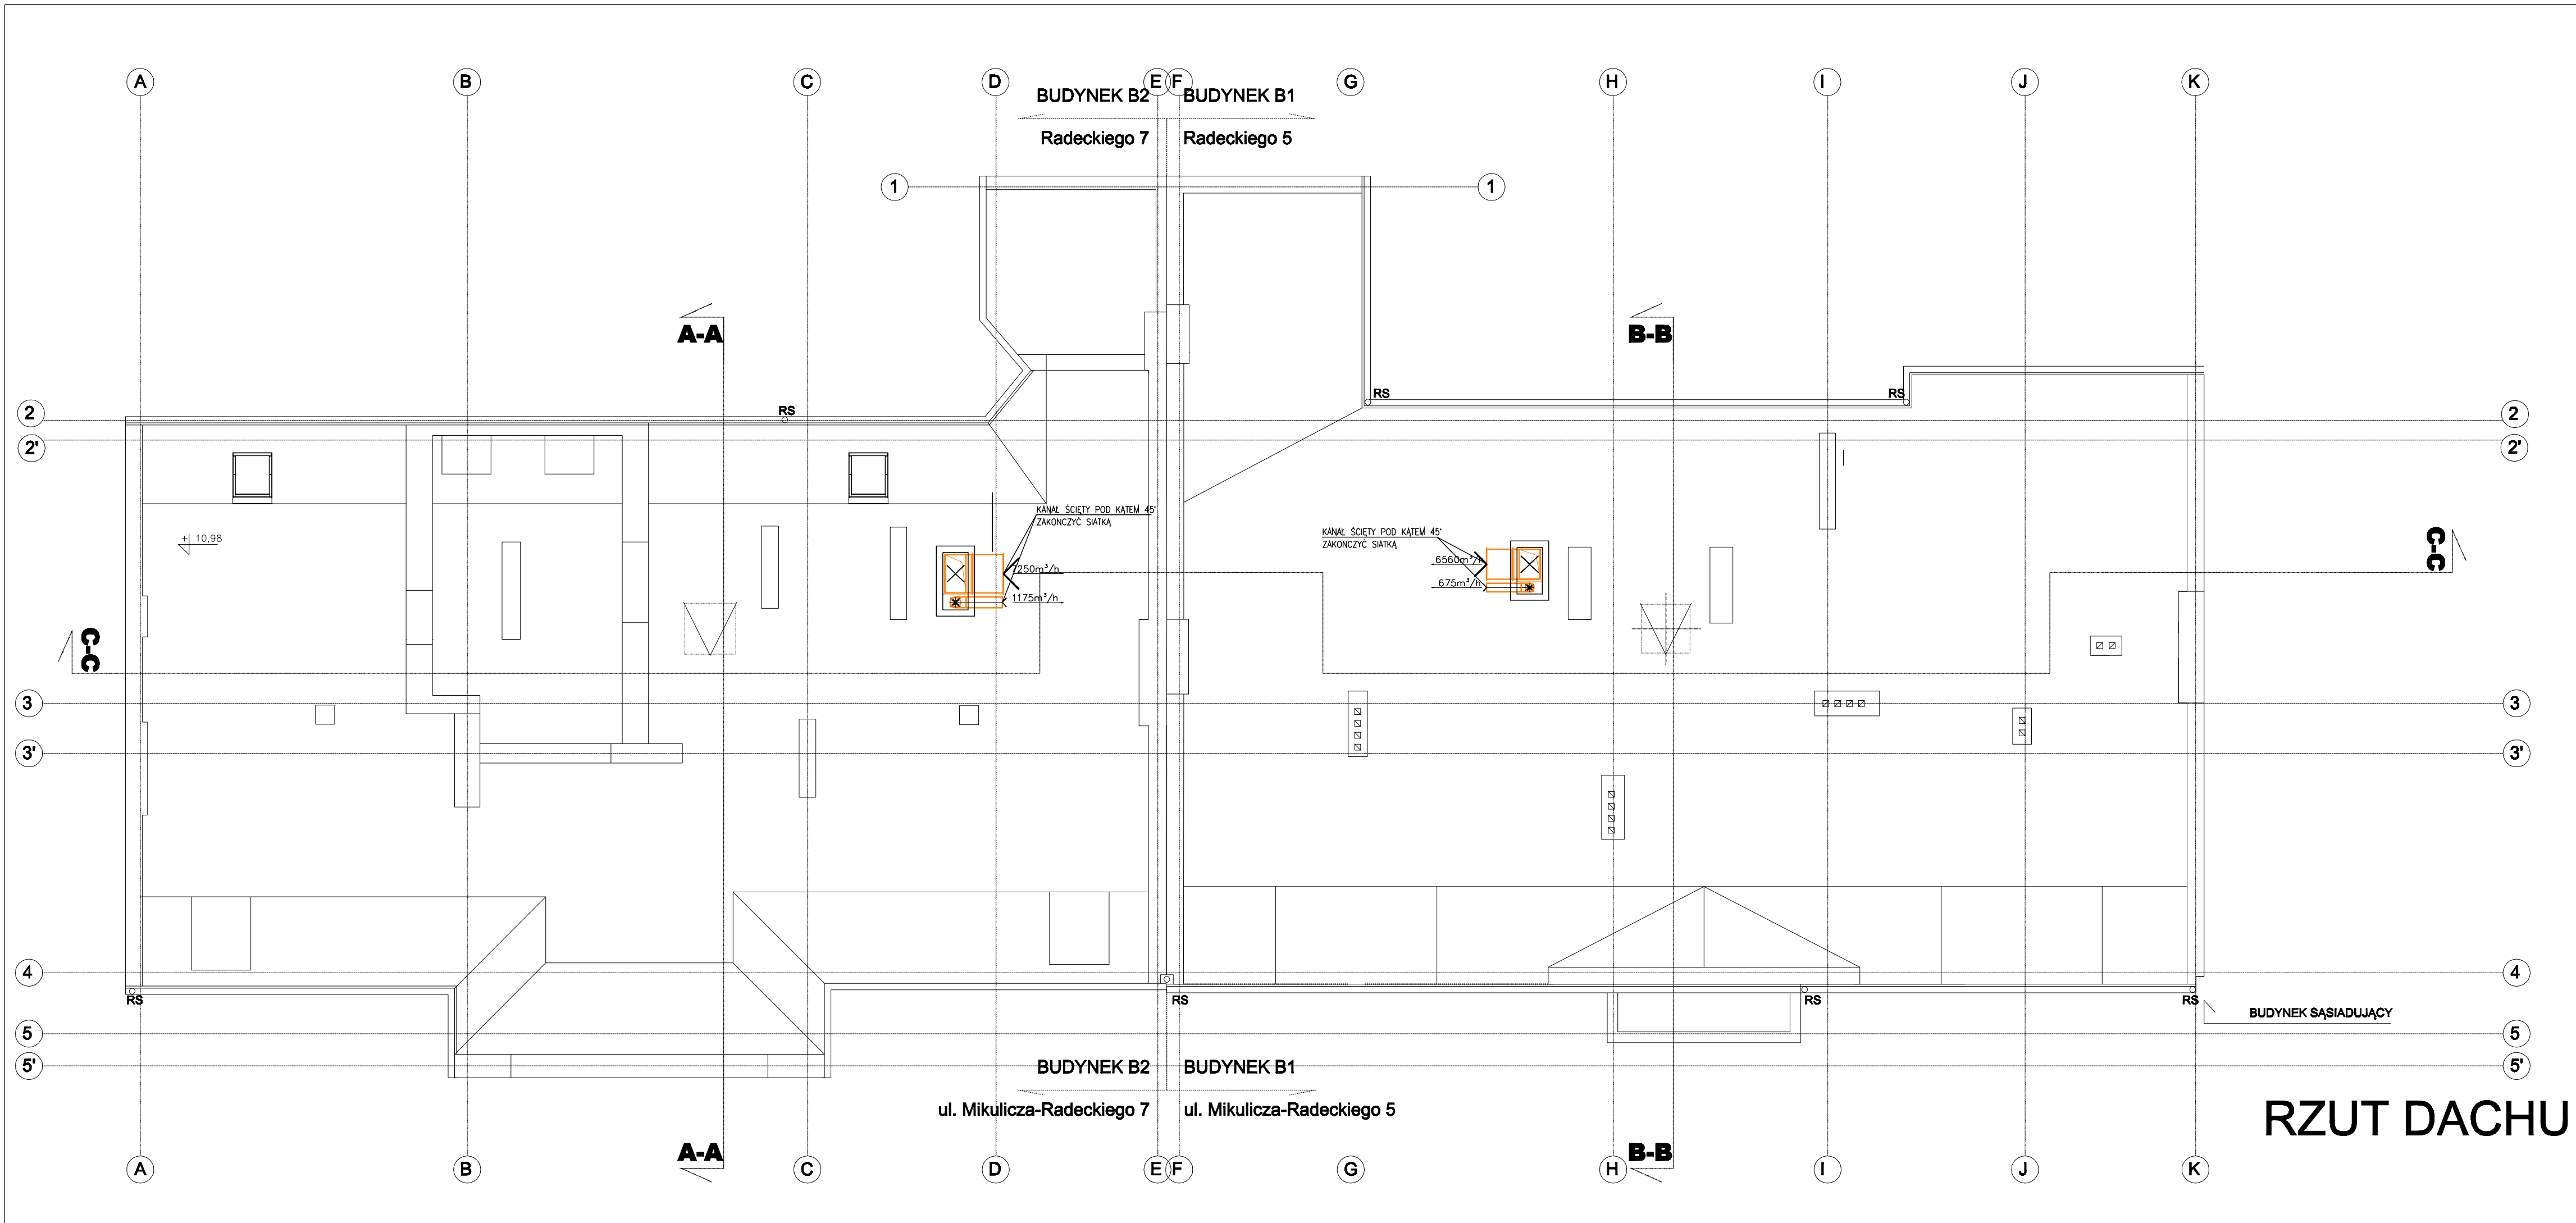 A B C D E F G H I J K
BUDYNEK B2 BUDYNEK B1
Radeckiego 7 Radeckiego 5
1 1
A-A B-B
RS RS
RS
2 2
2' 2'
KANAŁ ŚCIĘTY POD KĄTEM 45'
ZAKOŃCZYĆ SIATKĄ
KANAŁ ŚCIĘTY POD KĄTEM 45'
ZAKOŃCZYĆ SIATKĄ
+ 10,98
C-C
6560m³/h
7250m³/h
675m³/h
1175m³/h
C-C
3 3
3' 3'
4 4
RS RS RS RS
BUDYNEK SĄSIADUJĄCY
5 5
5' 5'
BUDYNEK B2 BUDYNEK B1
ul. Mikulicza-Radeckiego 7 ul. Mikulicza-Radeckiego 5
RZUT DACHU
A-A B-B
A B C D E F G H I J K